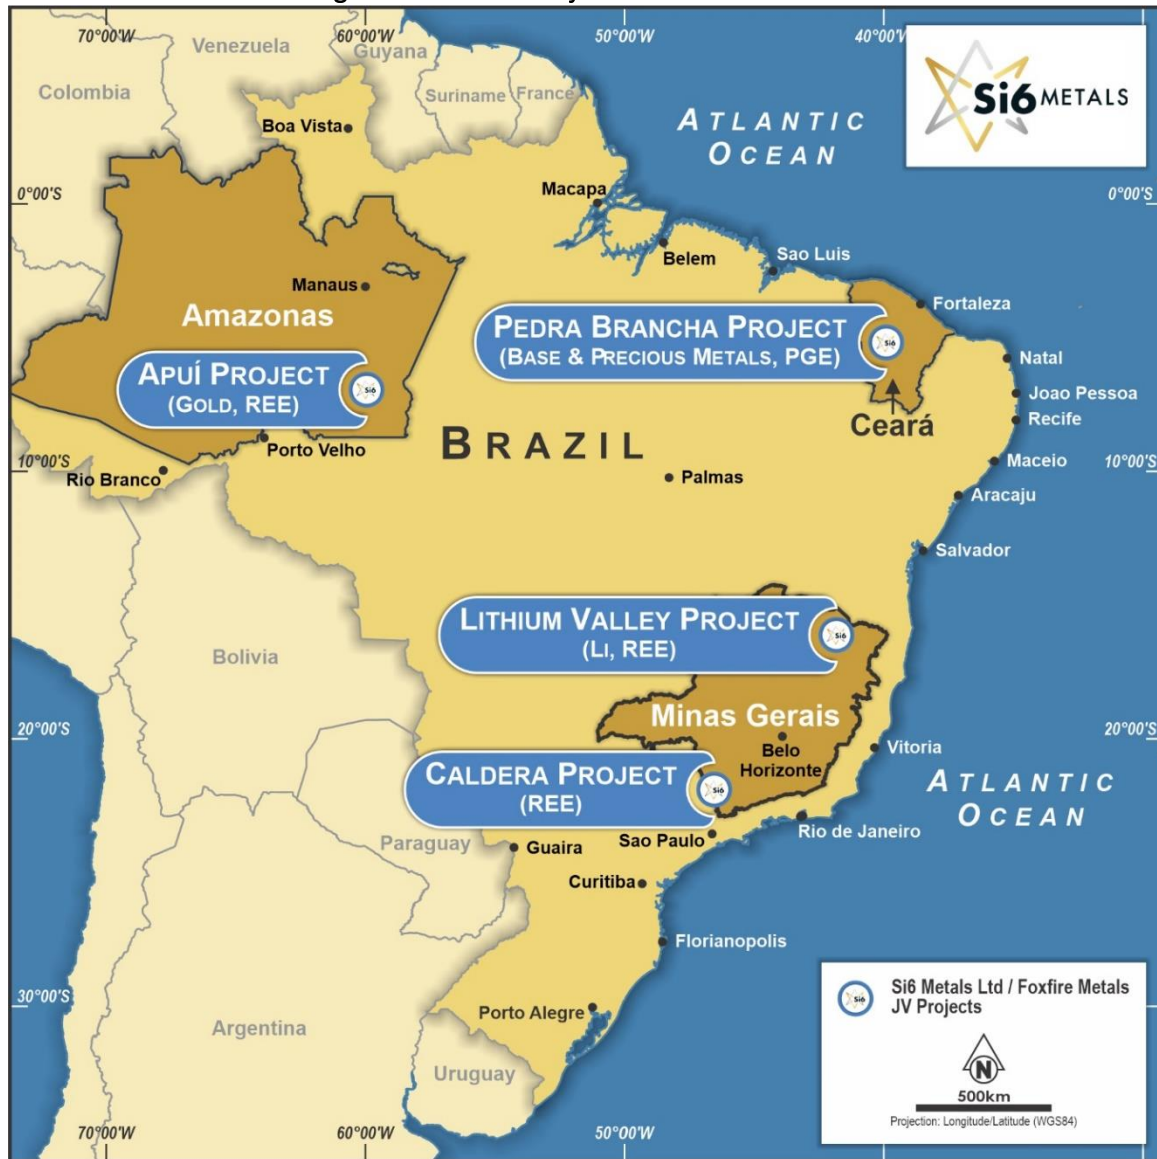 70°00'W
60°00'W
50°00'W
40°00'W
Si6 METALS
Venezuela
Guyana
Colombia
Suriname
France
ATLANTIC
OCEAN
Boa Vista
0°00'S
Macapa
0°00'S
Belem
Sao Luis
Manaus
Fortaleza
Amazonas
PEDRA BRANCHA PROJECT
(BASE & PRECIOUS METALS, PGE)
Si6
Natal
APUÍ PROJECT
(GOLD, REE)
Si6
Joao Pessoa
Ceará
Recife
BRAZIL
Porto Velho
10°00'S
Rio Branco
Palmas
Maceio
10°00'S
Aracaju
Salvador
LITHIUM VALLEY PROJECT
(LI, REE)
Si6
Bolivia
Minas Gerais
20°00'S
Belo
Horizonte
Vitoria
20°00'S
CALDERA PROJECT
(REE)
Si6
ATLANTIC
OCEAN
Paraguay
Guaira
Sao Paulo
Rio de Janeiro
Curitiba
Florianopolis
30°00'S
Porto Alegre
Argentina
Uruguay
Si6
Si6 Metals Ltd / Foxfire Metals
JV Projects
N
500km
Projection: Longitude/Latitude (WGS84)
70°00'W
60°00'W
50°00'W